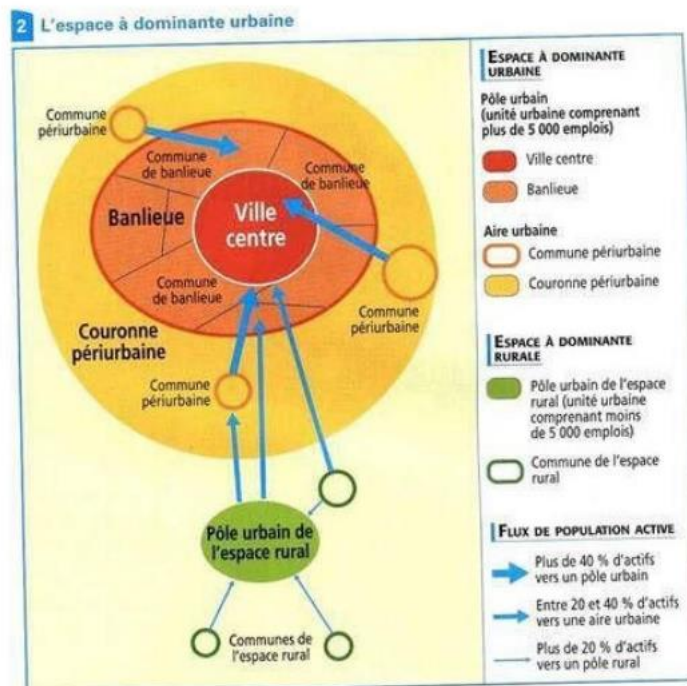 2 L'espace à dominante urbaine
Commune
périurbaine
Commune
de banlieue
Commune
de banlieue
Banlieue
Ville
centre
Commune
de banlieue
Commune
périurbaine
Couronne
périurbaine
Commune
périurbaine
Pôle urbain de
l'espace rural
Communes de
l'espace rural
ESPACE À DOMINANTE
URBAINE
Pôle urbain
(unité urbaine comprenant
plus de 5 000 emplois)
Ville centre
Banlieue
Aire urbaine
Commune périurbaine
Couronne périurbaine
ESPACE À DOMINANTE
RURALE
Pôle urbain de l'espace
rural (unité urbaine
comprenant moins
de 5 000 emplois)
Commune de l'espace
rural
FLUX DE POPULATION ACTIVE
Plus de 40 % d'actifs
vers un pôle urbain
Entre 20 et 40 % d'actifs
vers une aire urbaine
Plus de 20 % d'actifs
vers un pôle rural